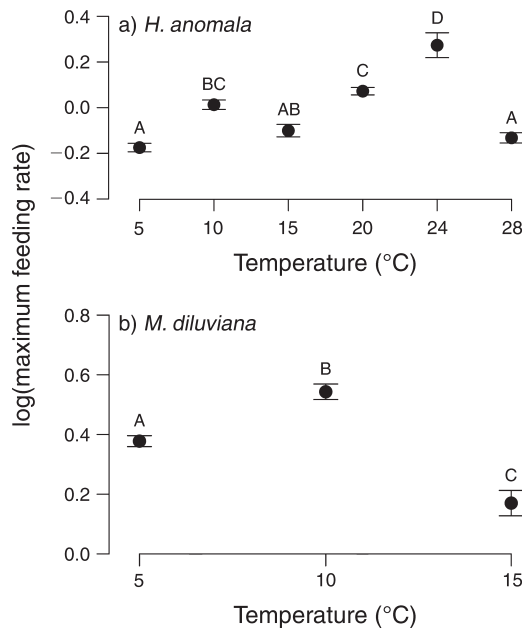 a) H. anomala
0.4
0.2
0.0
−0.2
−0.4
A
BC
AB
C
D
A
5
10
15
20
24
28
Temperature (°C)
log(maximum feeding rate)
b) M. diluviana
0.8
0.6
0.4
0.2
0.0
A
B
C
5
10
15
Temperature (°C)